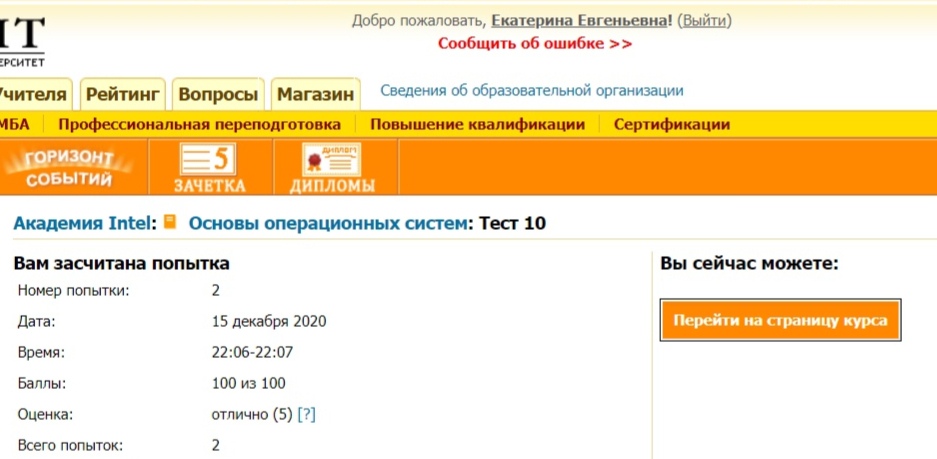 Добро пожаловать, Екатерина Евгеньевна! (Выйти)
Сообщить об ошибке >>
ИТ
ЕРСИТЕТ
Учителя Рейтинг Вопросы Магазин Сведения об образовательной организации
МБА Профессиональная переподготовка Повышение квалификации Сертификации
ГОРИЗОНТ СОБЫТИЙ
5 ЗАЧЕТКА
ДИПЛОМ ДИПЛОМЫ
Академия Intel: Основы операционных систем: Тест 10
Вам засчитана попытка
Номер попытки: 2
Дата: 15 декабря 2020
Время: 22:06-22:07
Баллы: 100 из 100
Оценка: отлично (5) [?]
Всего попыток: 2
Вы сейчас можете:
Перейти на страницу курса